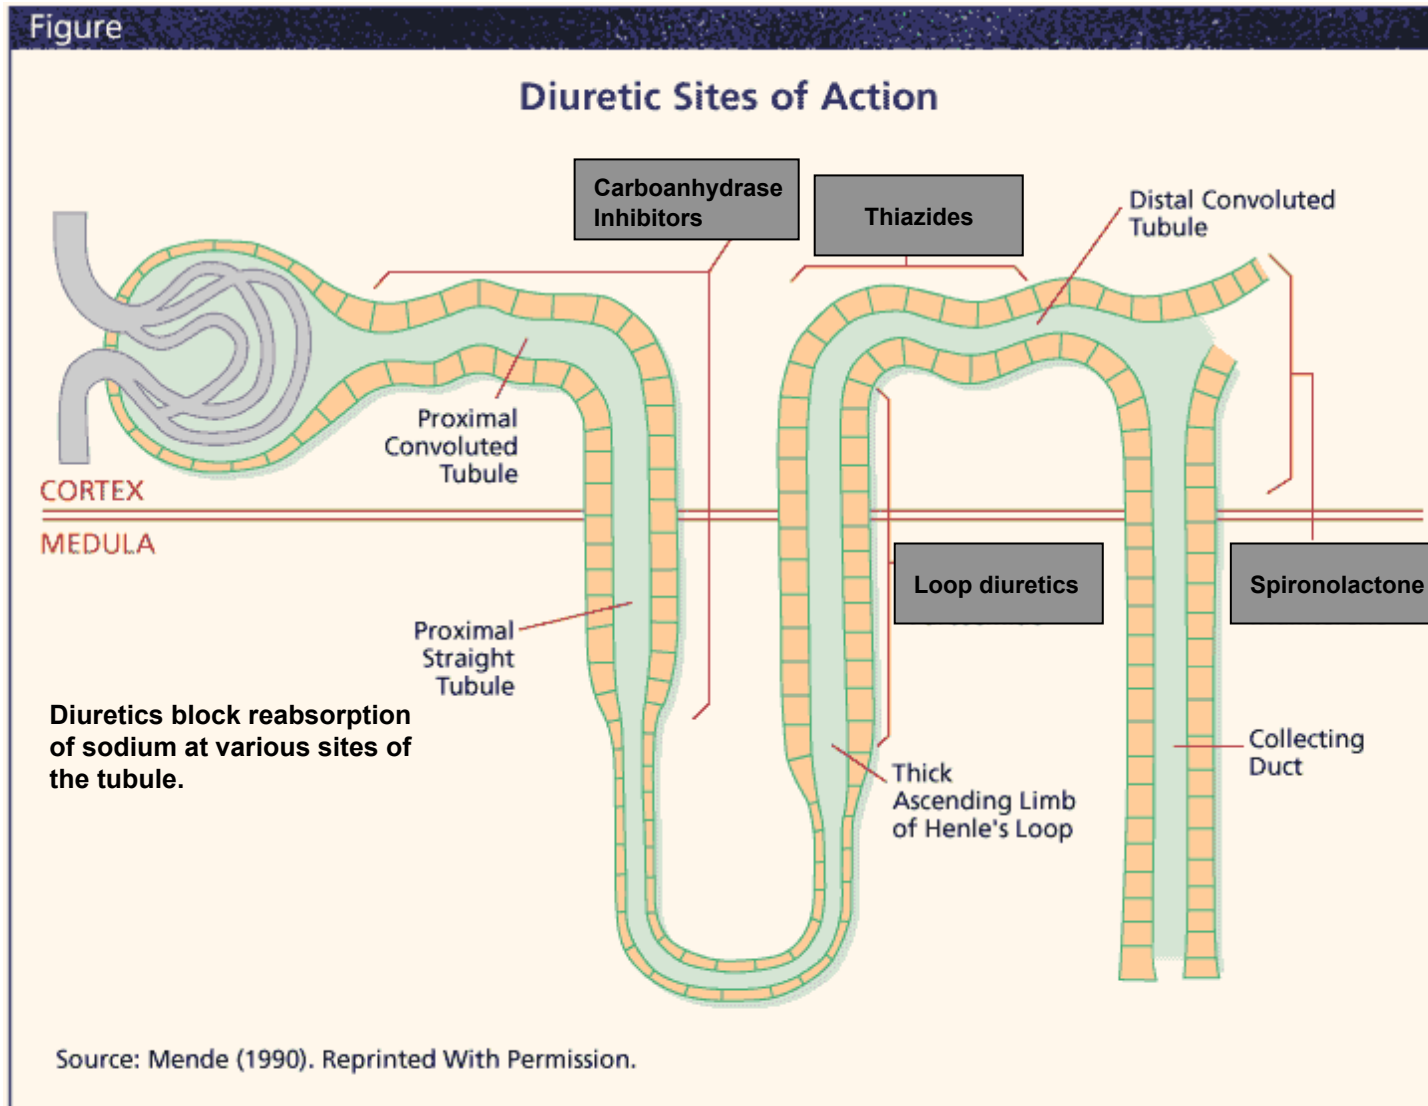 Figure
Diuretic Sites of Action
Carboanhydrase
Inhibitors
Thiazides
Distal Convoluted
Tubule
Proximal
Convoluted
Tubule
CORTEX
MEDULA
Loop diuretics
Spironolactone
Proximal
Straight
Tubule
Diuretics block reabsorption
of sodium at various sites of
the tubule.
Thick
Ascending Limb
of Henle's Loop
Collecting
Duct
Source: Mende (1990). Reprinted With Permission.